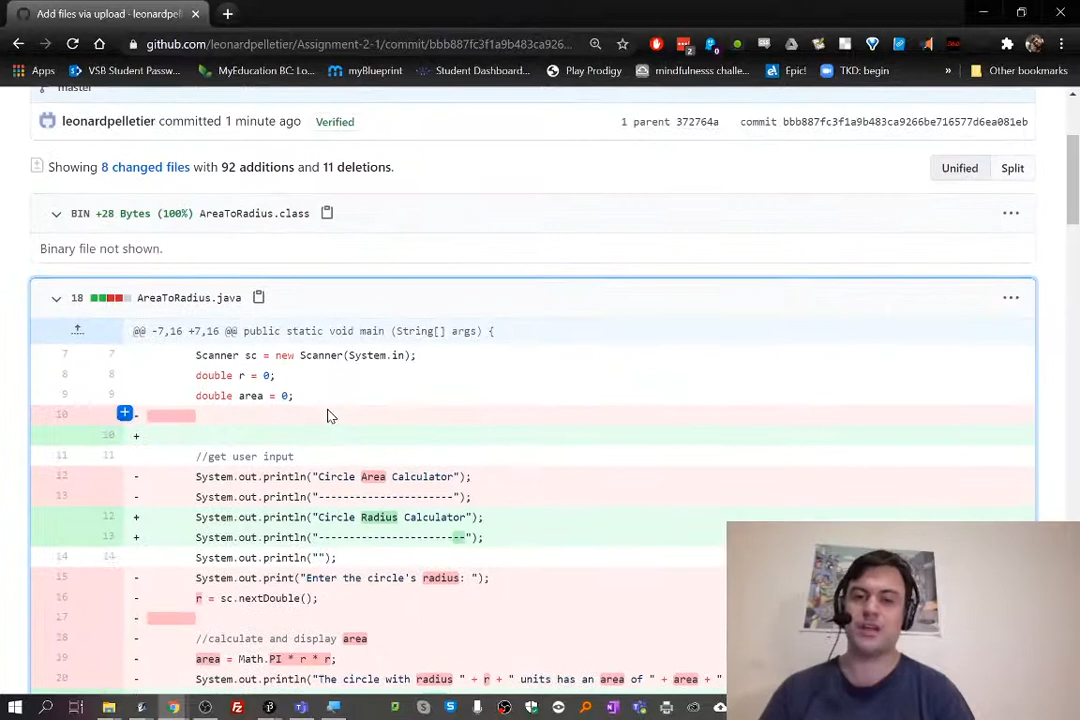 Add files via upload - leonardpell
github.com/leonardpelletier/Assignment-2-1/commit/bbb887fc3f1a9b483ca926...
Apps VSB Student Passw... MyEducation BC: Lo... myBlueprint Student Dashboard... Play Prodigy mindfulnesss challe... Epic! TKD: begin » Other bookmarks
master
leonardpelletier committed 1 minute ago Verified 1 parent 372764a commit bbb887fc3f1a9b483ca9266be716577d6ea081eb
Showing 8 changed files with 92 additions and 11 deletions. Unified Split
BIN +28 Bytes (100%) AreaToRadius.class ...
Binary file not shown.
18 AreaToRadius.java ...
@@ -7,16 +7,16 @@ public static void main (String[] args) {
7 7 Scanner sc = new Scanner(System.in);
8 8 double r = 0;
9 9 double area = 0;
10 -
10 +
11 11 //get user input
12 - System.out.println("Circle Area Calculator");
13 - System.out.println("----------------------");
12 + System.out.println("Circle Radius Calculator");
13 + System.out.println("------------------------");
14 14 System.out.println("");
15 - System.out.print("Enter the circle's radius: ");
16 - r = sc.nextDouble();
17 -
18 - //calculate and display area
19 - area = Math.PI * r * r;
20 - System.out.println("The circle with radius " + r + " units has an area of " + area + "